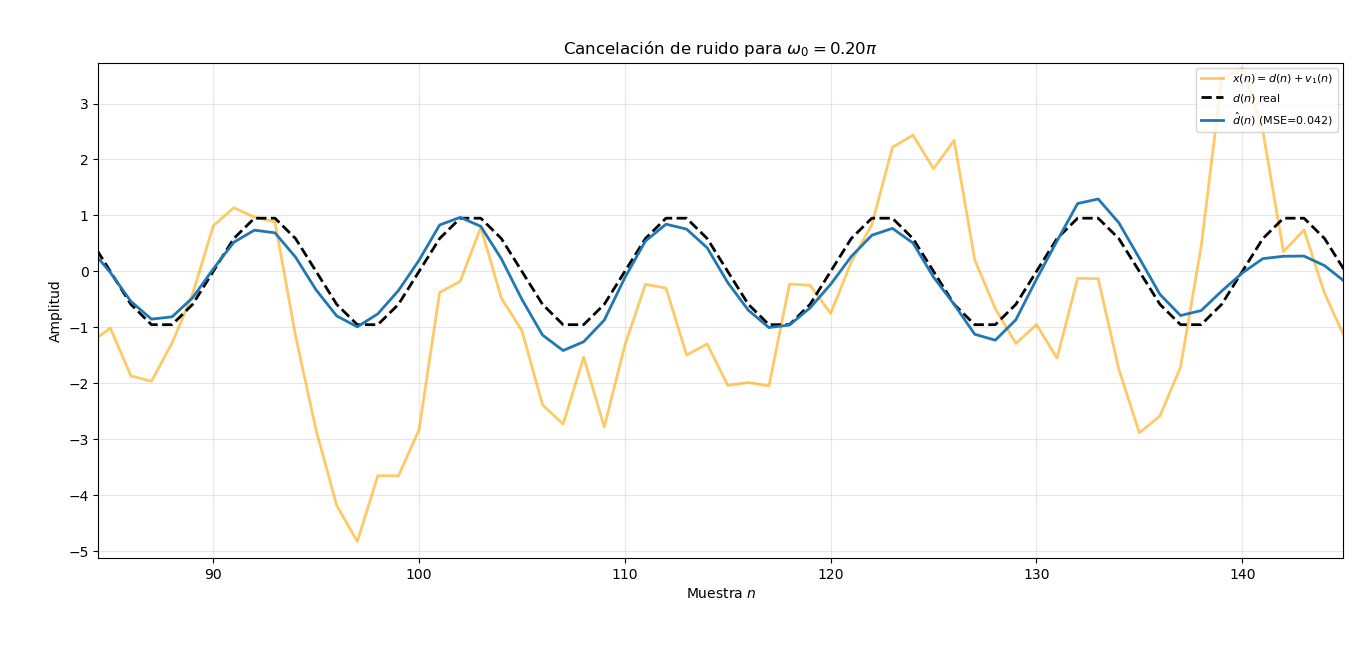 Cancelación de ruido para ω₀ = 0.20π
x(n) = d(n) + v₁(n)
d(n) real
d̂(n) (MSE=0.042)
Amplitud
3
2
1
0
−1
−2
−3
−4
−5
90 100 110 120 130 140
Muestra n